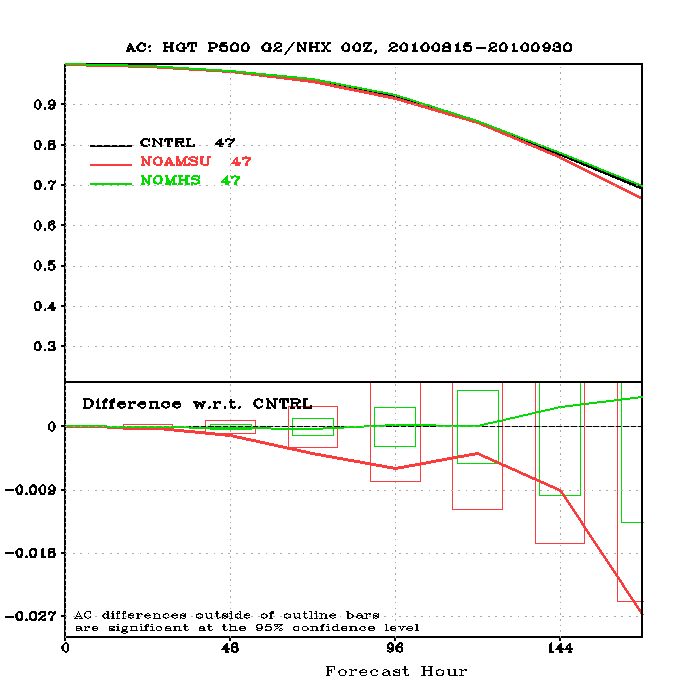 AC: HGT P500 G2/NHX 00Z, 20100815-20100930
0.9
0.8
0.7
0.6
0.5
0.4
0.3
CNTRL 47
NOAMSU 47
NOMHS 47
Difference w.r.t. CNTRL
0
-0.009
-0.018
-0.027
AC differences outside of outline bars
are significant at the 95% confidence level
0 48 96 144
Forecast Hour